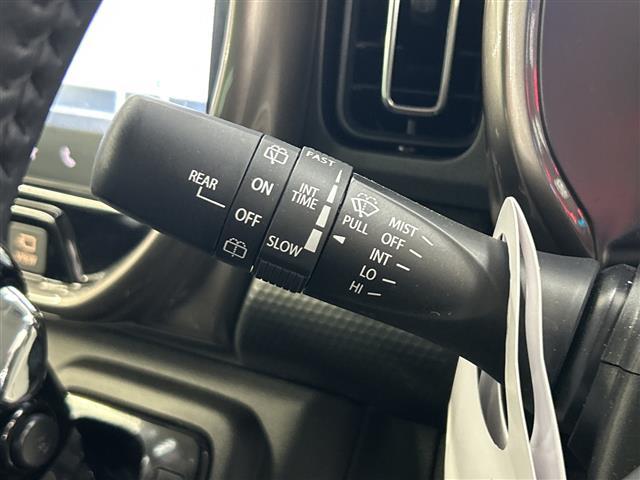 REAR
ON
OFF
FAST
INT
TIME
SLOW
PULL
MIST
OFF
INT
LO
HI